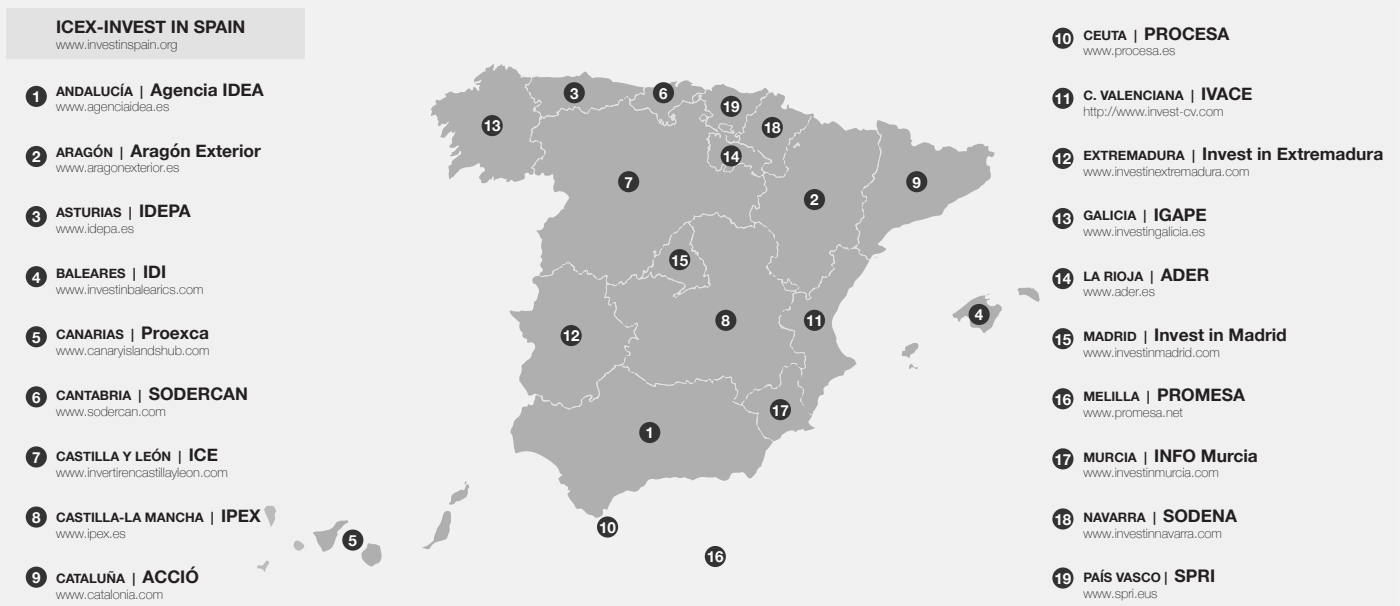 ICEX-INVEST IN SPAIN
www.investinspain.org
1 ANDALUCÍA | Agencia IDEA
www.agenciaidea.es
2 ARAGÓN | Aragón Exterior
www.aragonexterior.es
3 ASTURIAS | IDEPA
www.idepa.es
4 BALEARES | IDI
www.investinbalearics.com
5 CANARIAS | Proexca
www.canaryislandshub.com
6 CANTABRIA | SODERCAN
www.sodercan.com
7 CASTILLA Y LEÓN | ICE
www.invertirencastillayleon.com
8 CASTILLA-LA MANCHA | IPEX
www.ipex.es
9 CATALUÑA | ACCIÓ
www.catalonia.com
3
6
19
13
18
14
7
9
2
15
4
8
11
12
17
1
10
5
16
10 CEUTA | PROCESA
www.procesa.es
11 C. VALENCIANA | IVACE
http://www.invest-cv.com
12 EXTREMADURA | Invest in Extremadura
www.investinextremadura.com
13 GALICIA | IGAPE
www.investingalicia.es
14 LA RIOJA | ADER
www.ader.es
15 MADRID | Invest in Madrid
www.investinmadrid.com
16 MELILLA | PROMESA
www.promesa.net
17 MURCIA | INFO Murcia
www.investinmurcia.com
18 NAVARRA | SODENA
www.investinnavarra.com
19 PAÍS VASCO | SPRI
www.spri.eus